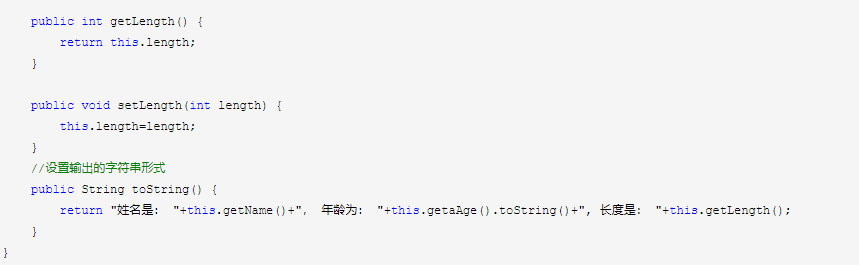 public int getLength() {
return this.length;
}
public void setLength(int length) {
this.length=length;
}
//设置输出的字符串形式
public String toString() {
return "姓名是： "+this.getName()+"， 年龄为： "+this.getaAge().toString()+", 长度是： "+this.getLength();
}
}